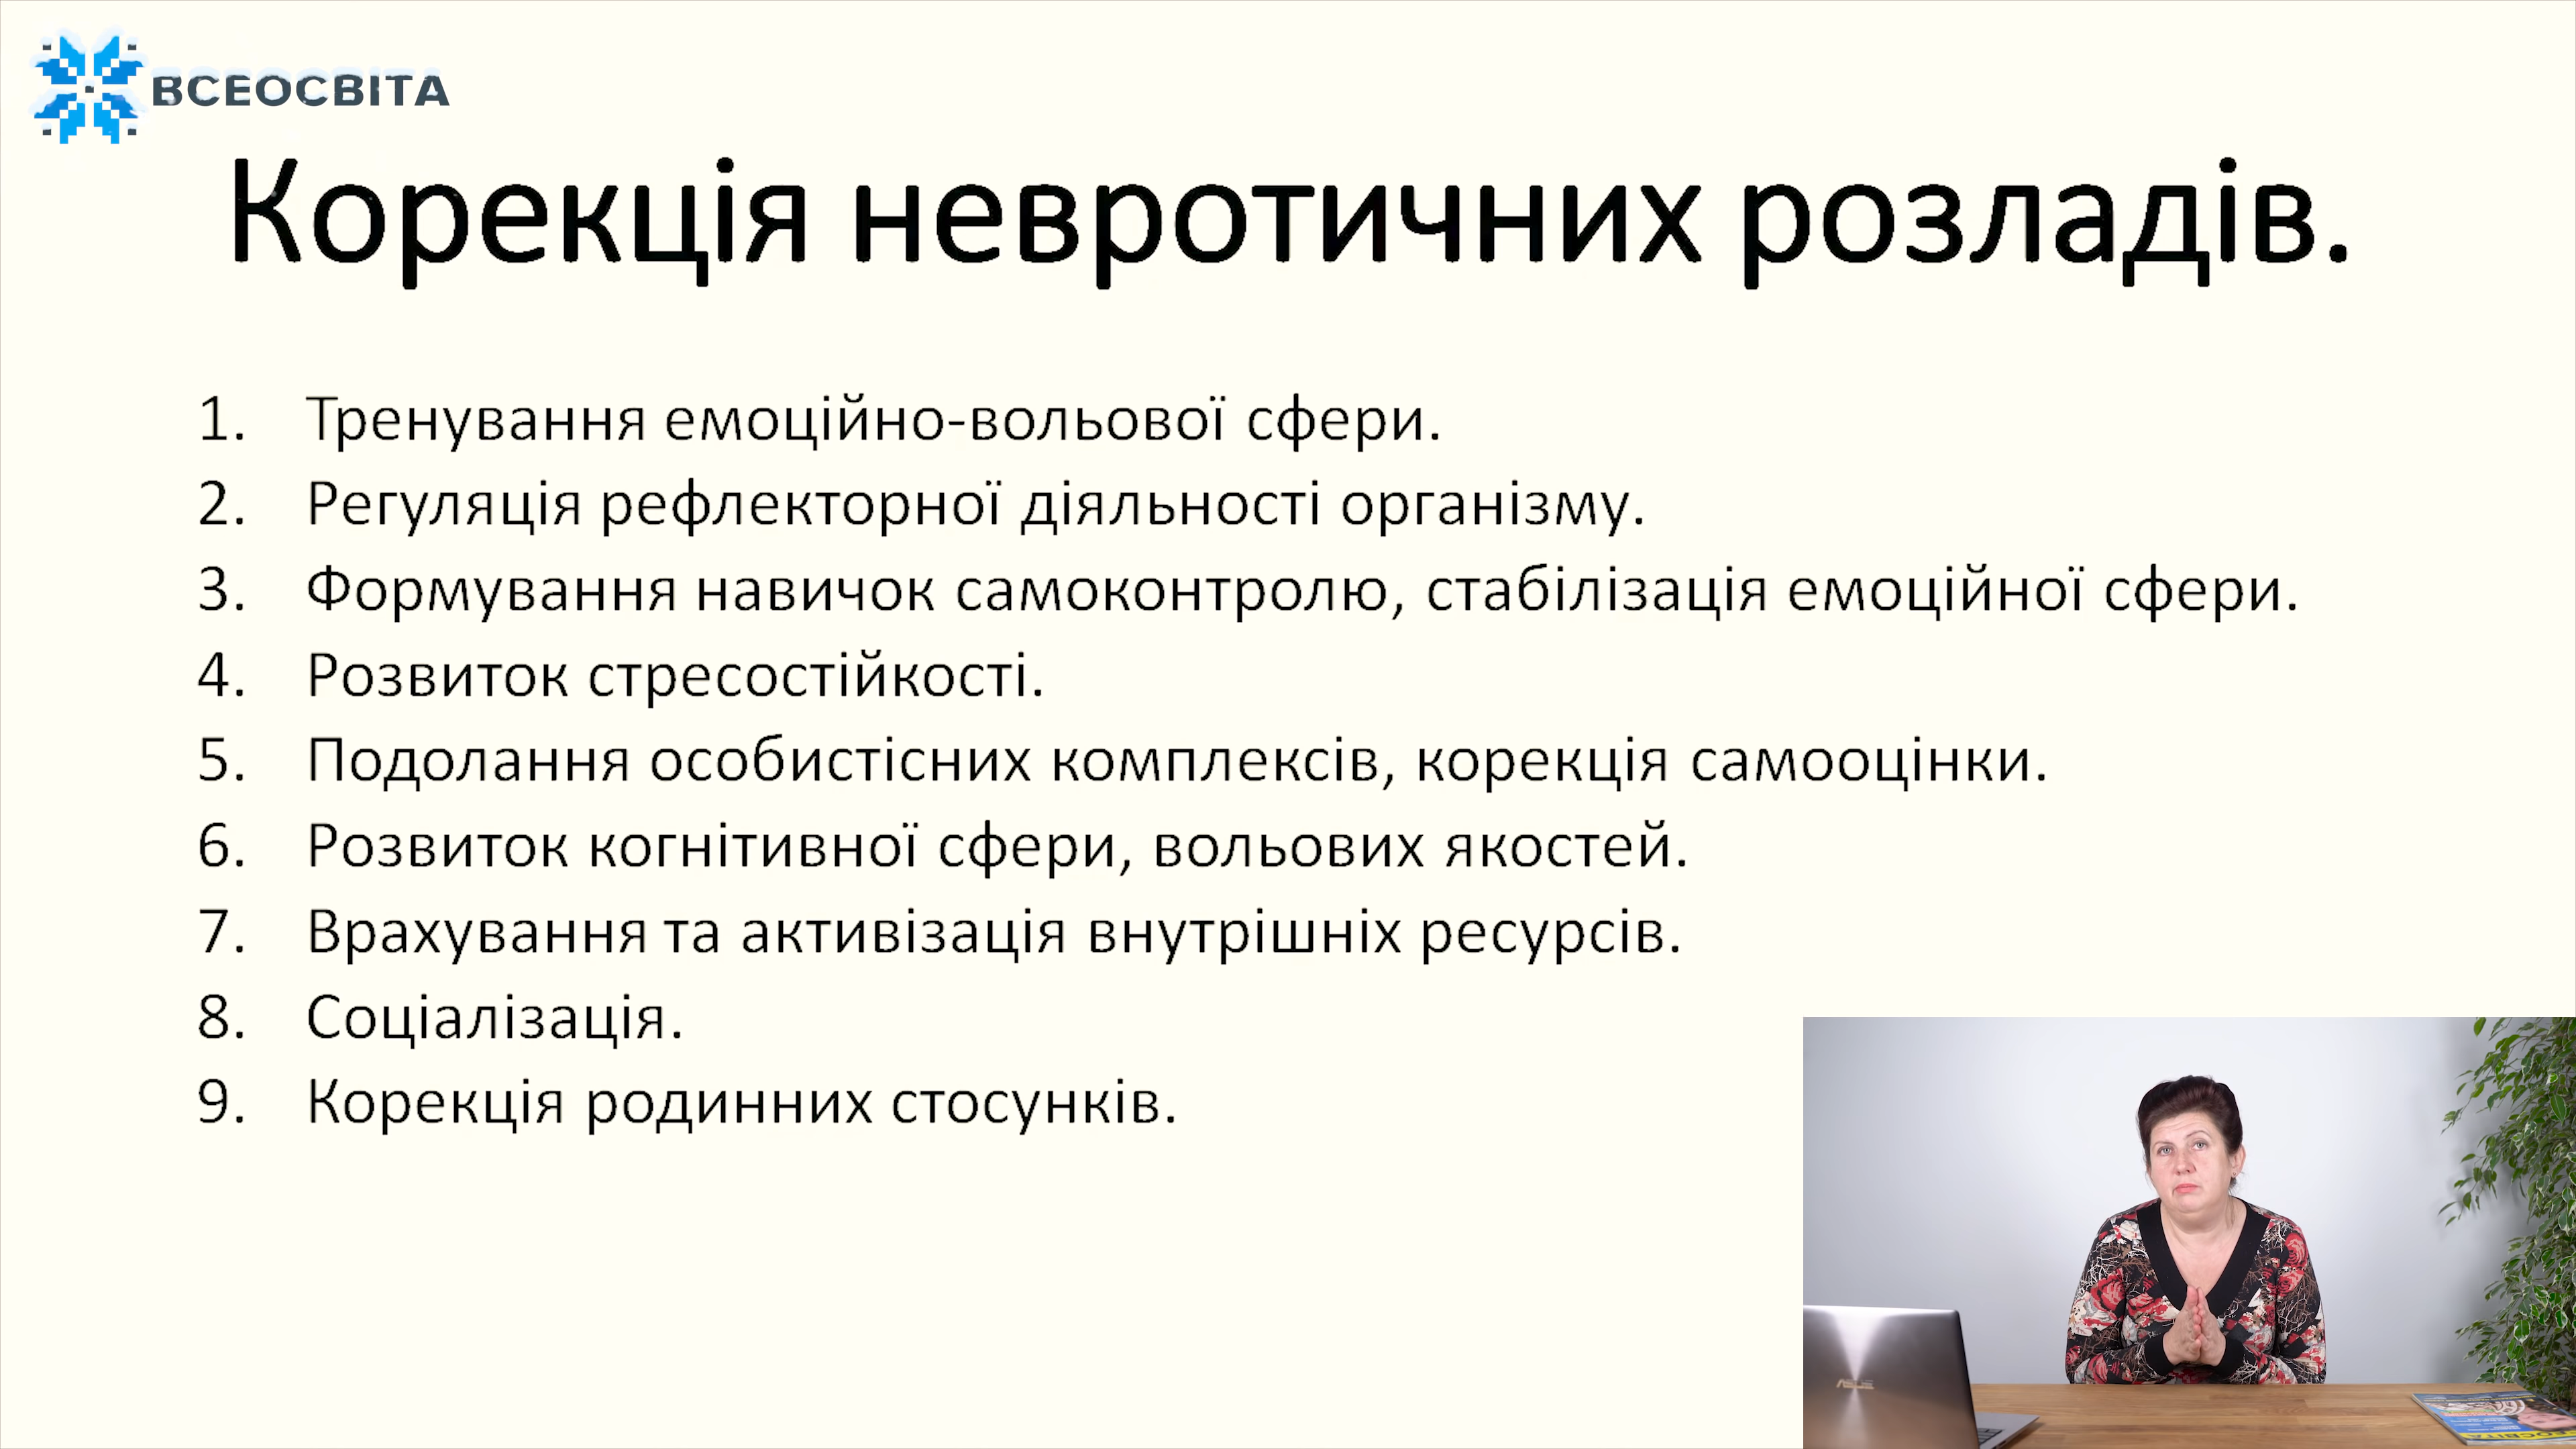 ВСЕОСВІТА
Корекція невротичних розладів.
1. Тренування емоційно-вольової сфери.
2. Регуляція рефлекторної діяльності організму.
3. Формування навичок самоконтролю, стабілізація емоційної сфери.
4. Розвиток стресостійкості.
5. Подолання особистісних комплексів, корекція самооцінки.
6. Розвиток когнітивної сфери, вольових якостей.
7. Врахування та активізація внутрішніх ресурсів.
8. Соціалізація.
9. Корекція родинних стосунків.
ASUS